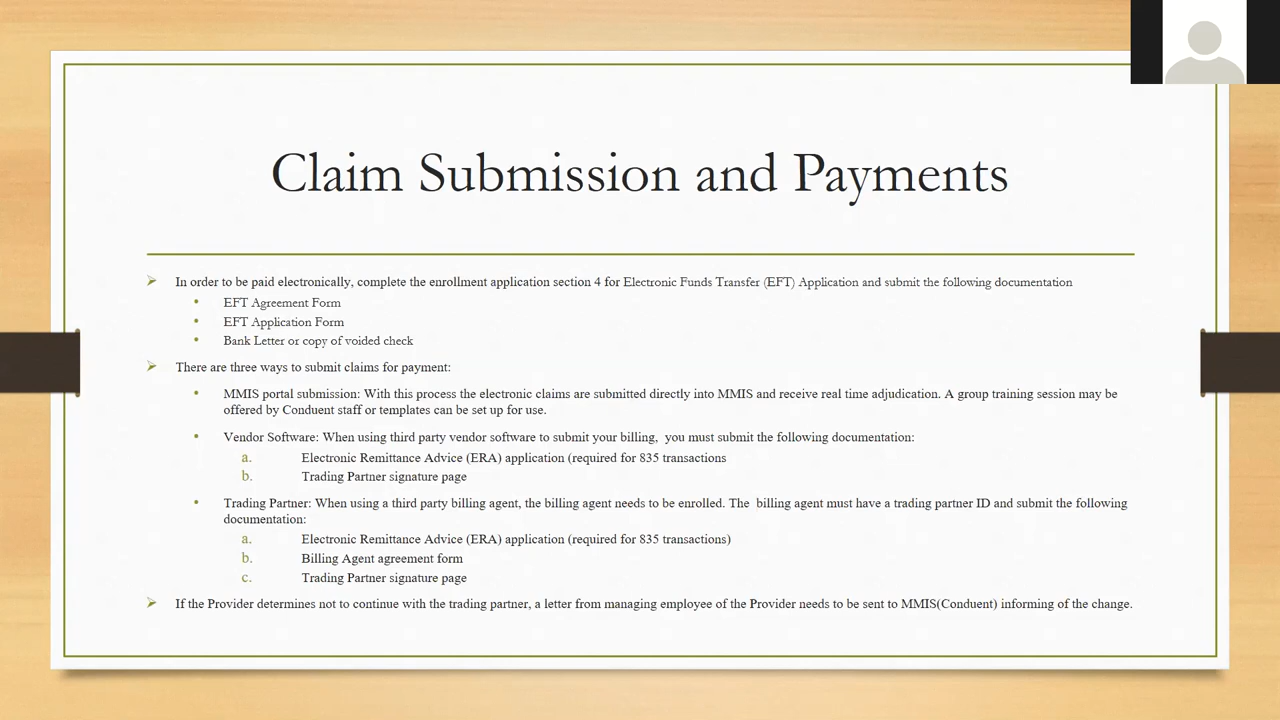 Claim Submission and Payments
In order to be paid electronically, complete the enrollment application section 4 for Electronic Funds Transfer (EFT) Application and submit the following documentation
EFT Agreement Form
EFT Application Form
Bank Letter or copy of voided check
There are three ways to submit claims for payment:
MMIS portal submission: With this process the electronic claims are submitted directly into MMIS and receive real time adjudication. A group training session may be
offered by Conduent staff or templates can be set up for use.
Vendor Software: When using third party vendor software to submit your billing, you must submit the following documentation:
a. Electronic Remittance Advice (ERA) application (required for 835 transactions
b. Trading Partner signature page
Trading Partner: When using a third party billing agent, the billing agent needs to be enrolled. The billing agent must have a trading partner ID and submit the following
documentation:
a. Electronic Remittance Advice (ERA) application (required for 835 transactions)
b. Billing Agent agreement form
c. Trading Partner signature page
If the Provider determines not to continue with the trading partner, a letter from managing employee of the Provider needs to be sent to MMIS(Conduent) informing of the change.